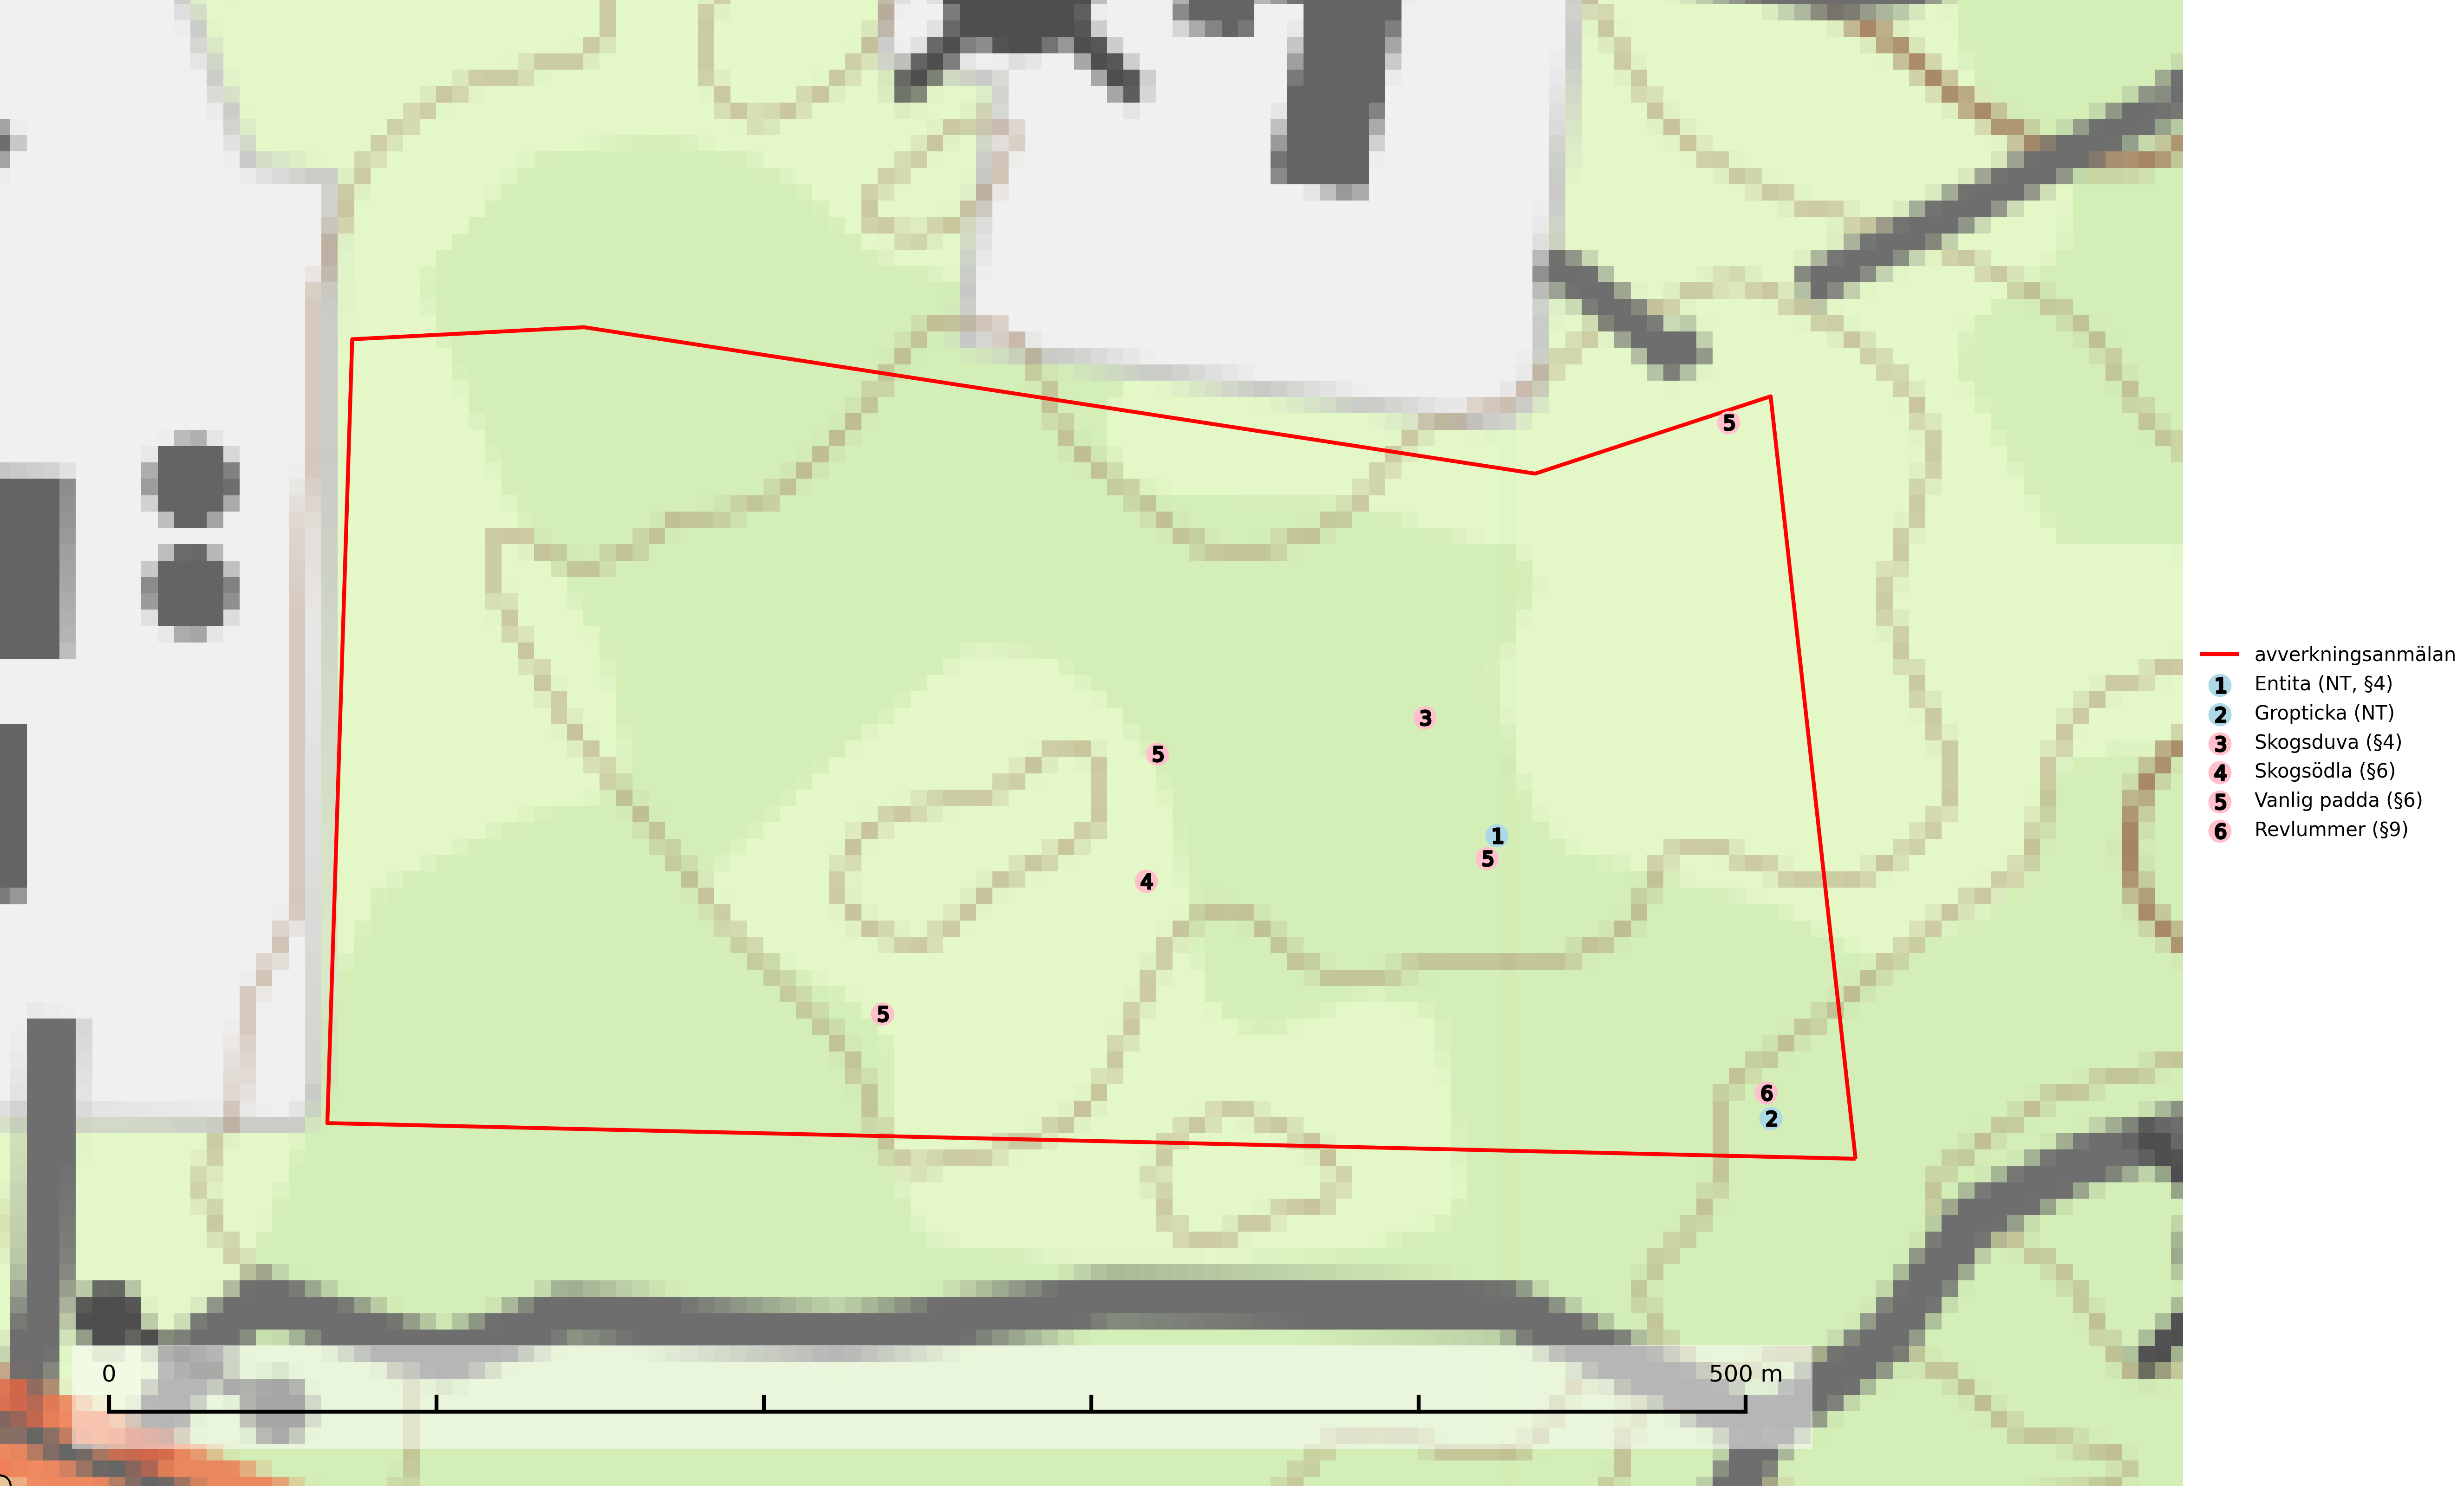 5
3
5
1
5
4
5
6
2
avverkningsanmälan
1 Entita (NT, §4)
2 Gropticka (NT)
3 Skogsduva (§4)
4 Skogsödla (§6)
5 Vanlig padda (§6)
6 Revlummer (§9)
0 500 m